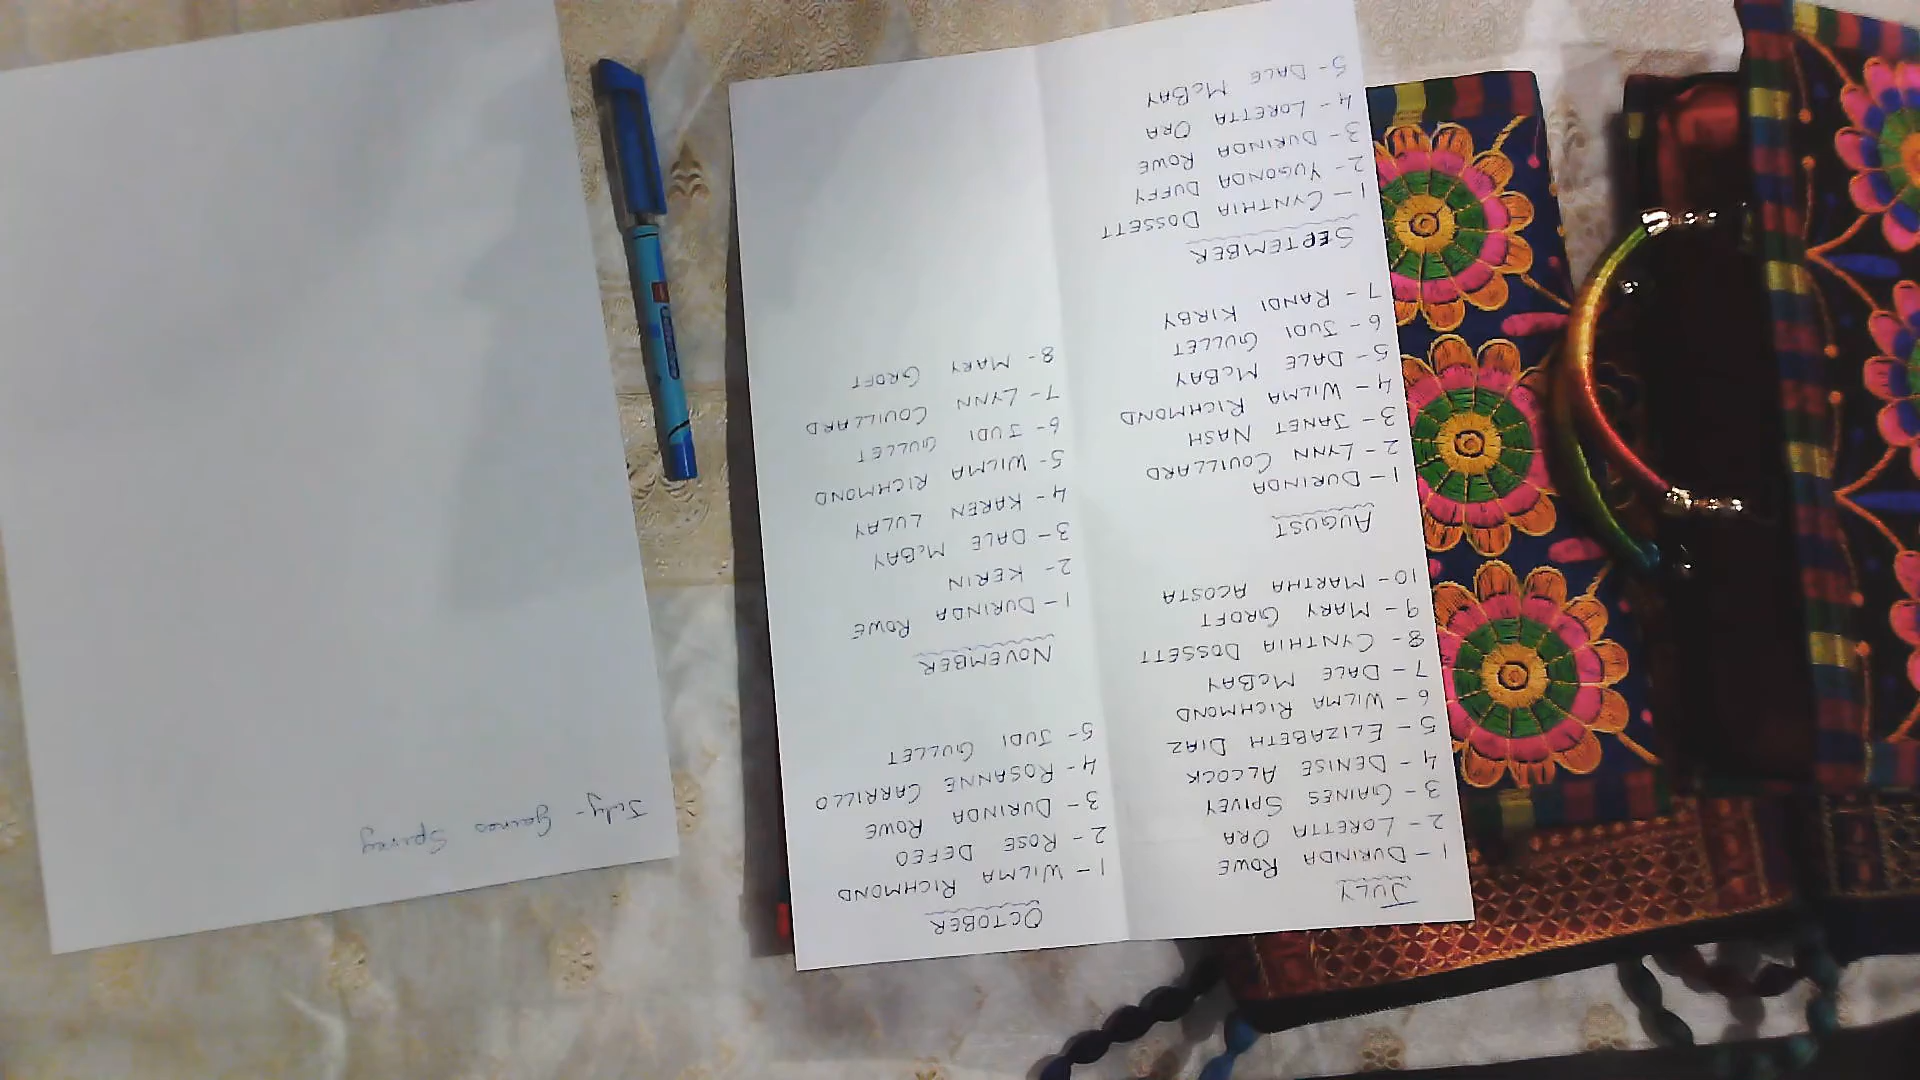 JULY
1 - DURINDA ROWE
2 - LORETTA ORA
3 - GAINES SPIVEY
4 - DENISE ALCOCK
5 - ELIZABETH DIAZ
6 - WILMA RICHMOND
7 - DALE MCBAY
8 - CYNTHIA DOSSETT
9 - MARY GROFT
10 - MARTHA ACOSTA
AUGUST
1 - DURINDA
2 - LYNN COUILLARD
3 - JANET NASH
4 - WILMA RICHMOND
5 - DALE MCBAY
6 - JUDI GULLET
7 - RANDI KIRBY
SEPTEMBER
1 - CYNTHIA DOSSETT
2 - YUGONDA DUFFY
3 - DURINDA ROWE
4 - LORETTA ORA
5 - DALE MCBAY
OCTOBER
1 - WILMA RICHMOND
2 - ROSE DEFEO
3 - DURINDA ROWE
4 - ROSANNE CARRILLO
5 - JUDI GULLET
NOVEMBER
1 - DURINDA ROWE
2 - KERIN
3 - DALE MCBAY
4 - KAREN LULAY
5 - WILMA RICHMOND
6 - JUDI GULLET
7 - LYNN COUILLARD
8 - MARY GROFT
July - Gaines Spivey